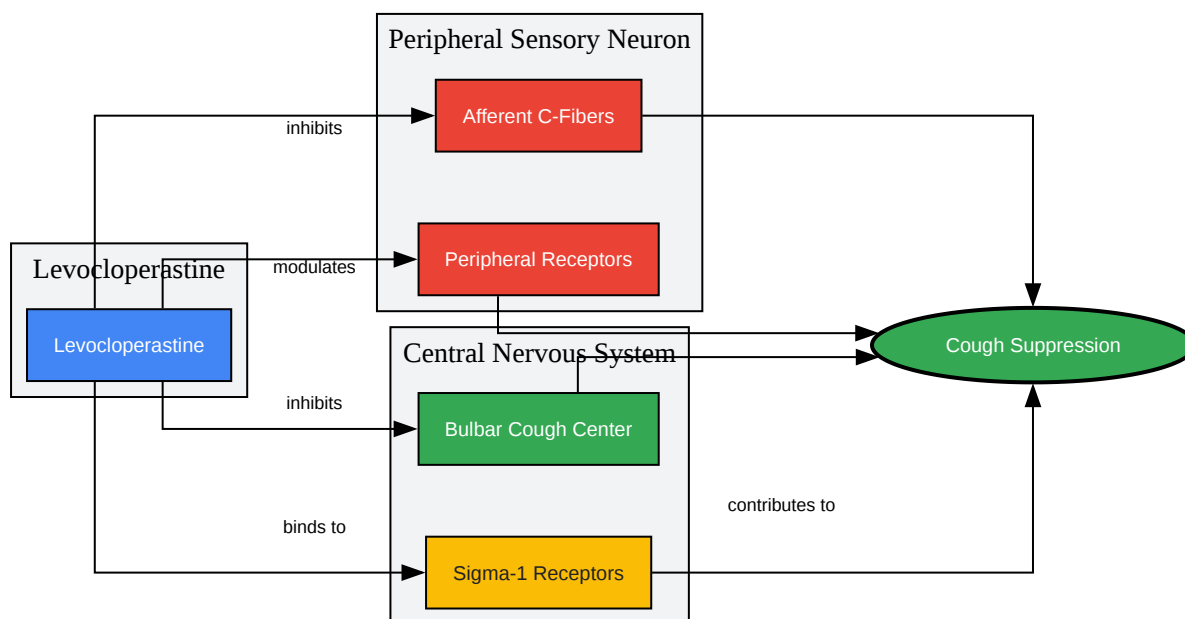 Peripheral Sensory Neuron
Afferent C-Fibers
inhibits
Peripheral Receptors
modulates
Levocloperastine
Levocloperastine
Central Nervous System
Cough Suppression
inhibits
Bulbar Cough Center
binds to
contributes to
Sigma-1 Receptors